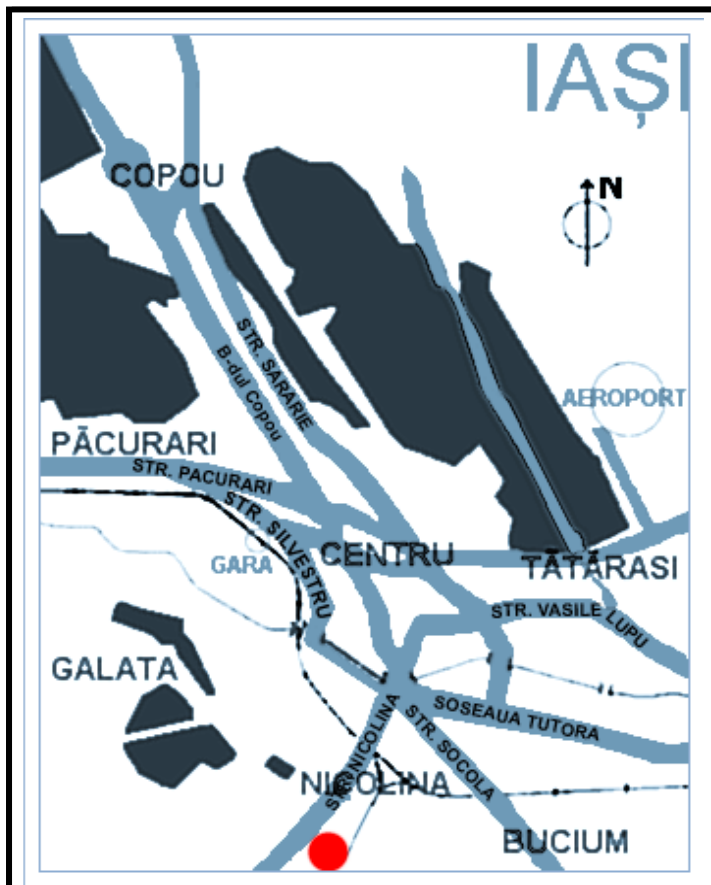 IAȘI
COPOU
N
STR. SARARIE
B-dul Copou
AEROPORT
PĂCURARI
STR. PACURARI
STR. SILVESTRU
GARA
CENTRU
TĂTĂRASI
STR. VASILE LUPU
GALATA
SOSEAUA TUTORA
STR. NICOLINA
STR. SOCOLA
NICOLINA
BUCIUM